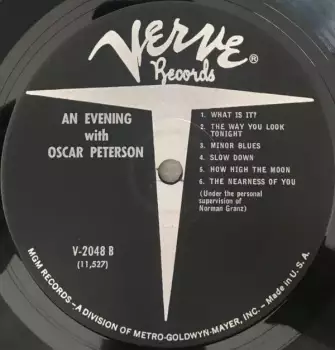 Verve ®
Records
AN EVENING
with
OSCAR PETERSON
1. WHAT IS IT?
2. THE WAY YOU LOOK
TONIGHT
3. MINOR BLUES
4. SLOW DOWN
5. HOW HIGH THE MOON
6. THE NEARNESS OF YOU
(Under the personal
supervision of
Norman Granz)
V-2048 B
(11,527)
MGM RECORDS—A DIVISION OF METRO-GOLDWYN-MAYER, INC. - Made in U. S. A.